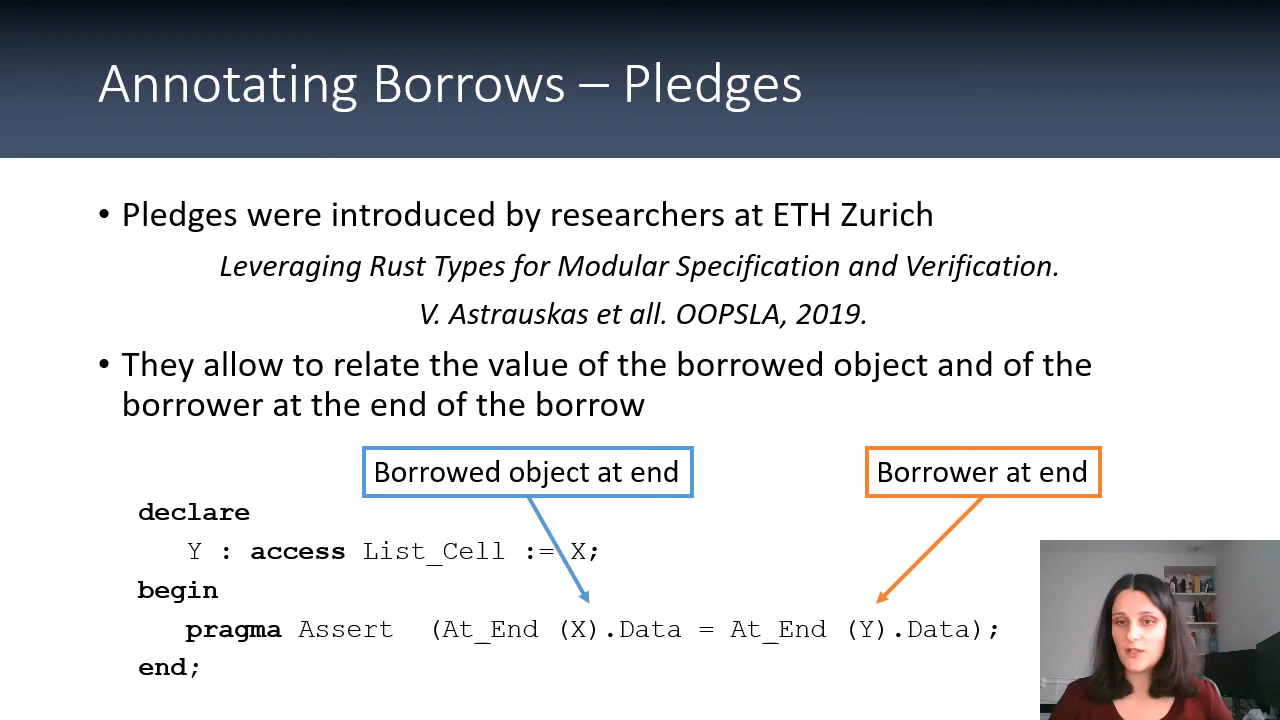 Annotating Borrows – Pledges
• Pledges were introduced by researchers at ETH Zurich
Leveraging Rust Types for Modular Specification and Verification.
V. Astrauskas et all. OOPSLA, 2019.
• They allow to relate the value of the borrowed object and of the
borrower at the end of the borrow
Borrowed object at end
Borrower at end
declare
Y : access List_Cell := X;
begin
pragma Assert (At_End (X).Data = At_End (Y).Data);
end;